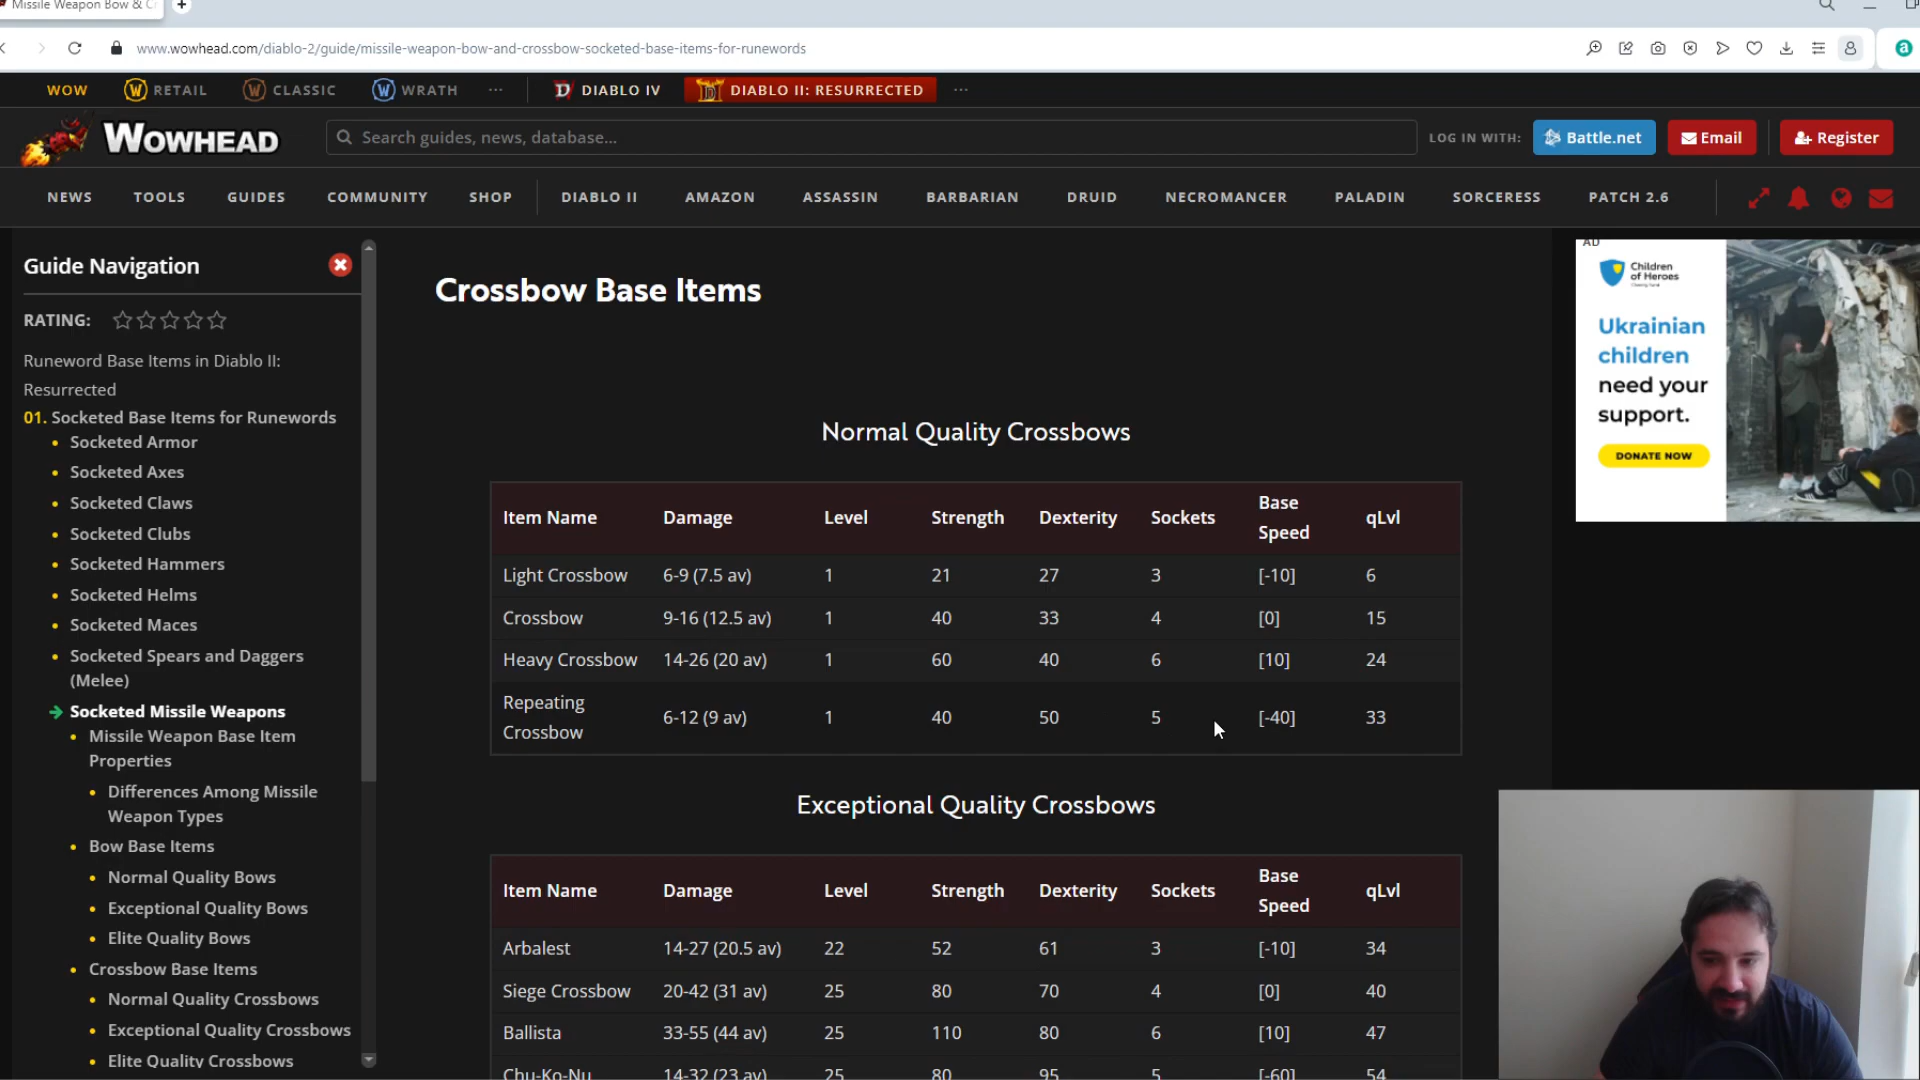 Missile Weapon Bow & C
www.wowhead.com/diablo-2/guide/missile-weapon-bow-and-crossbow-socketed-base-items-for-runewords
WOW RETAIL CLASSIC WRATH ... DIABLO IV DIABLO II: RESURRECTED ...
WOWHEAD Search guides, news, database... LOG IN WITH: Battle.net Email Register
NEWS TOOLS GUIDES COMMUNITY SHOP DIABLO II AMAZON ASSASSIN BARBARIAN DRUID NECROMANCER PALADIN SORCERESS PATCH 2.6
Guide Navigation
RATING:
Runeword Base Items in Diablo II:
Resurrected
01. Socketed Base Items for Runewords
Socketed Armor
Socketed Axes
Socketed Claws
Socketed Clubs
Socketed Hammers
Socketed Helms
Socketed Maces
Socketed Spears and Daggers
(Melee)
Socketed Missile Weapons
Missile Weapon Base Item
Properties
Differences Among Missile
Weapon Types
Bow Base Items
Normal Quality Bows
Exceptional Quality Bows
Elite Quality Bows
Crossbow Base Items
Normal Quality Crossbows
Exceptional Quality Crossbows
Elite Quality Crossbows
Crossbow Base Items
Normal Quality Crossbows
Item Name Damage Level Strength Dexterity Sockets Base Speed qLvl
Light Crossbow 6-9 (7.5 av) 1 21 27 3 [-10] 6
Crossbow 9-16 (12.5 av) 1 40 33 4 [0] 15
Heavy Crossbow 14-26 (20 av) 1 60 40 6 [10] 24
Repeating Crossbow 6-12 (9 av) 1 40 50 5 [-40] 33
Exceptional Quality Crossbows
Item Name Damage Level Strength Dexterity Sockets Base Speed qLvl
Arbalest 14-27 (20.5 av) 22 52 61 3 [-10] 34
Siege Crossbow 20-42 (31 av) 25 80 70 4 [0] 40
Ballista 33-55 (44 av) 25 110 80 6 [10] 47
Chu-Ko-Nu 14-32 (23 av) 25 80 95 5 [-60] 54
AD
Children
of Heroes
Ukrainian
children
need your
support.
DONATE NOW